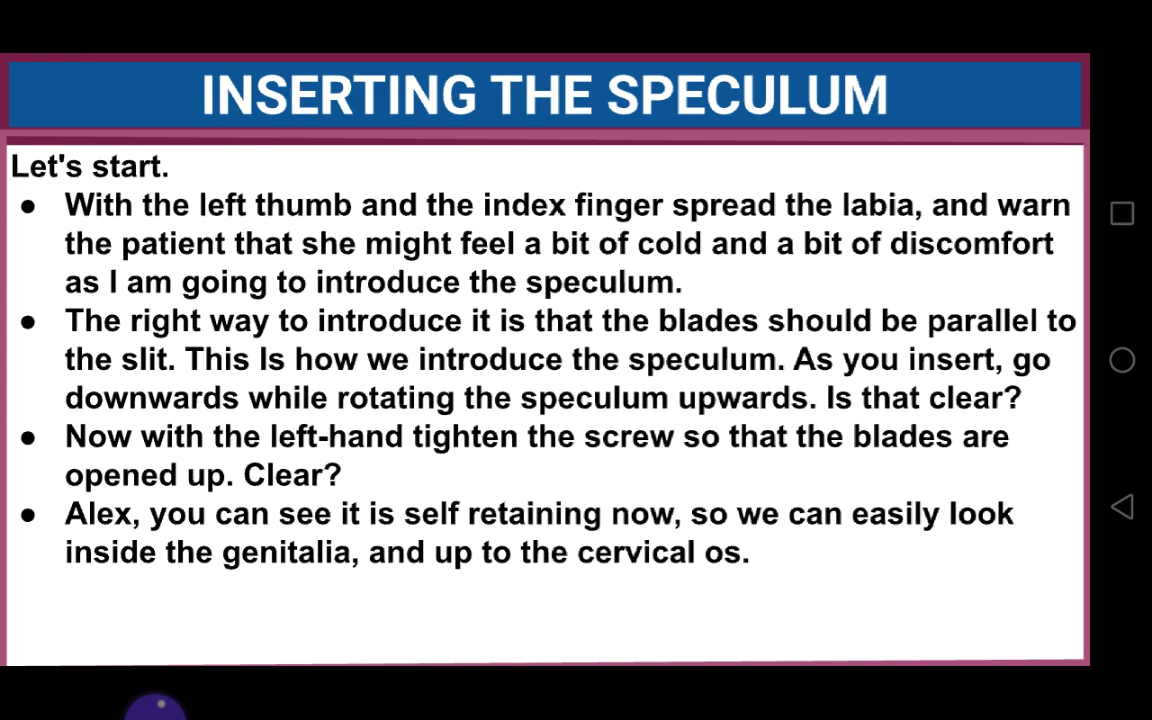 INSERTING THE SPECULUM
Let's start.
● With the left thumb and the index finger spread the labia, and warn
the patient that she might feel a bit of cold and a bit of discomfort
as I am going to introduce the speculum.
● The right way to introduce it is that the blades should be parallel to
the slit. This Is how we introduce the speculum. As you insert, go
downwards while rotating the speculum upwards. Is that clear?
● Now with the left-hand tighten the screw so that the blades are
opened up. Clear?
● Alex, you can see it is self retaining now, so we can easily look
inside the genitalia, and up to the cervical os.